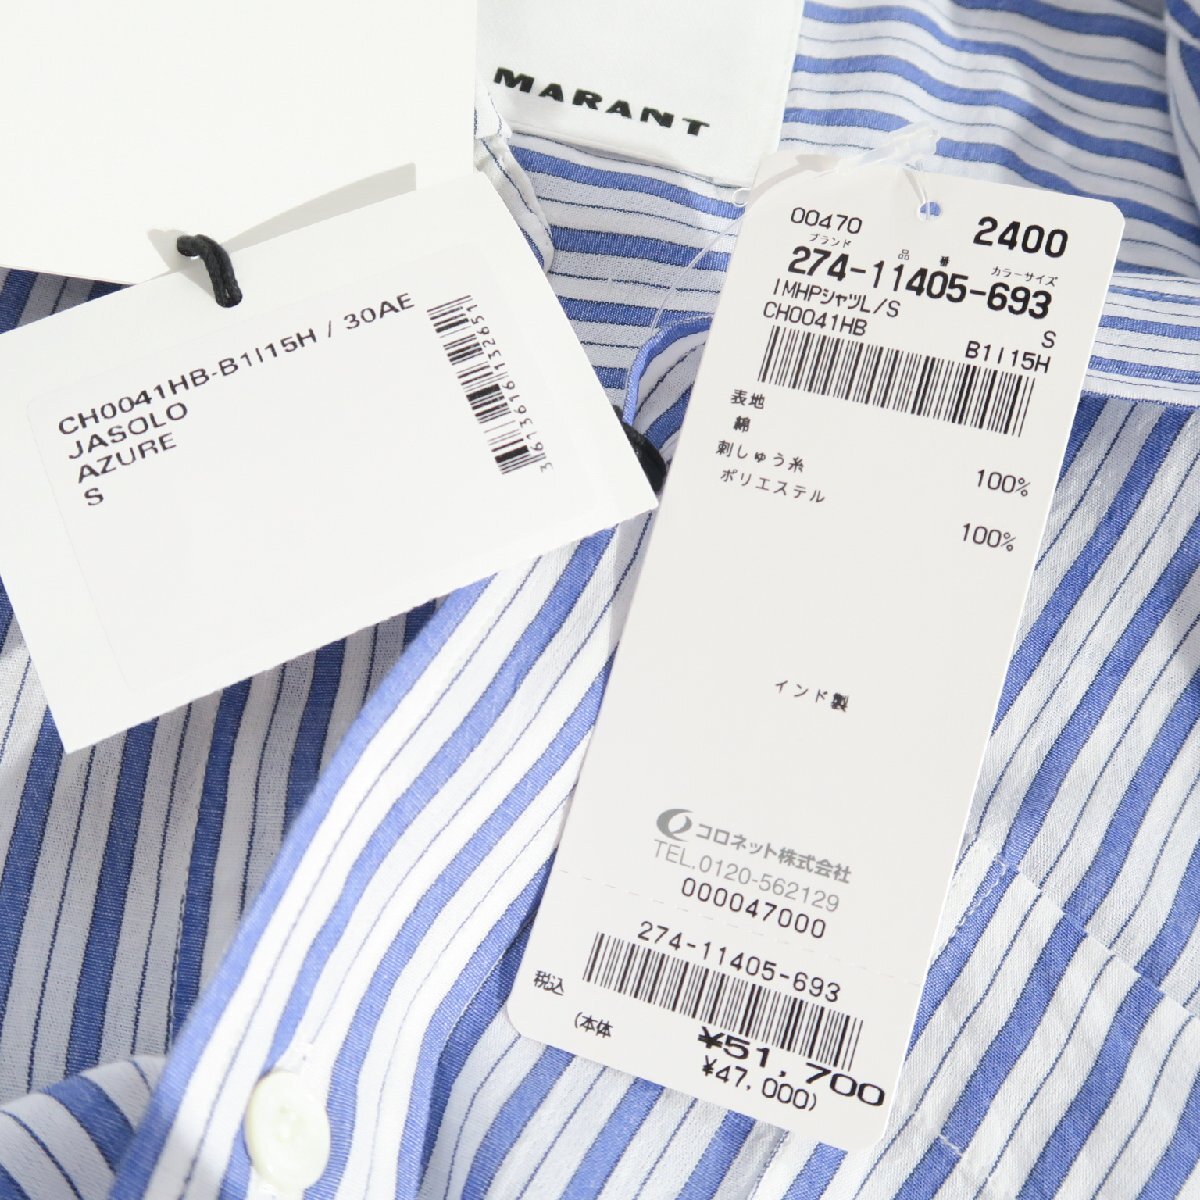 MARANT
CH0041HB-B1I15H / 30AE
JASOLO
AZURE
S
3613616132651
00470
2400
ブランド 品番 カラーサイズ
274-11405-693
IMHPシャツL/S
S
CH0041HB
B1I15H
表地
綿
100%
刺しゅう糸
ポリエステル
100%
インド製
コロネット株式会社
TEL.0120-562129
000047000
274-11405-693
税込
¥51,700
(本体
¥47,000)